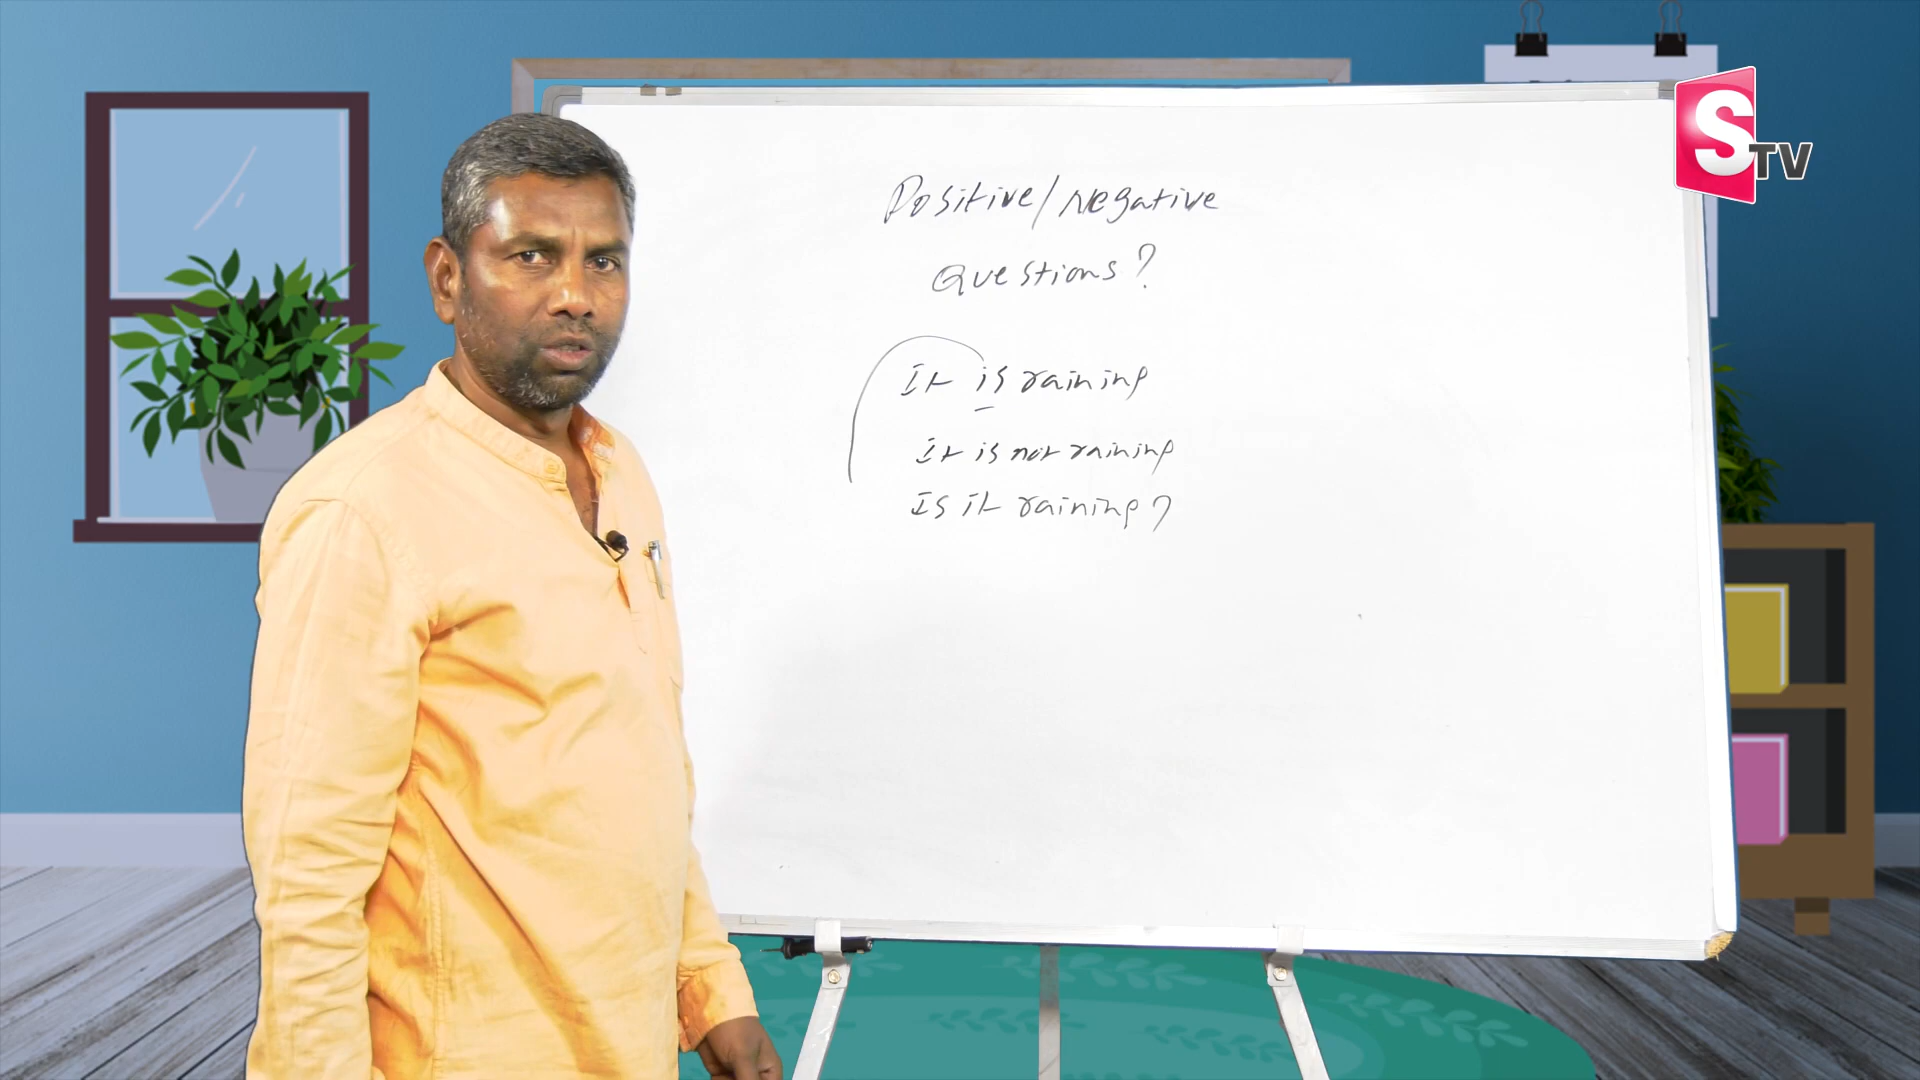 STV
Positive/Negative
Questions?
It is raining
It is not raining
Is it raining?